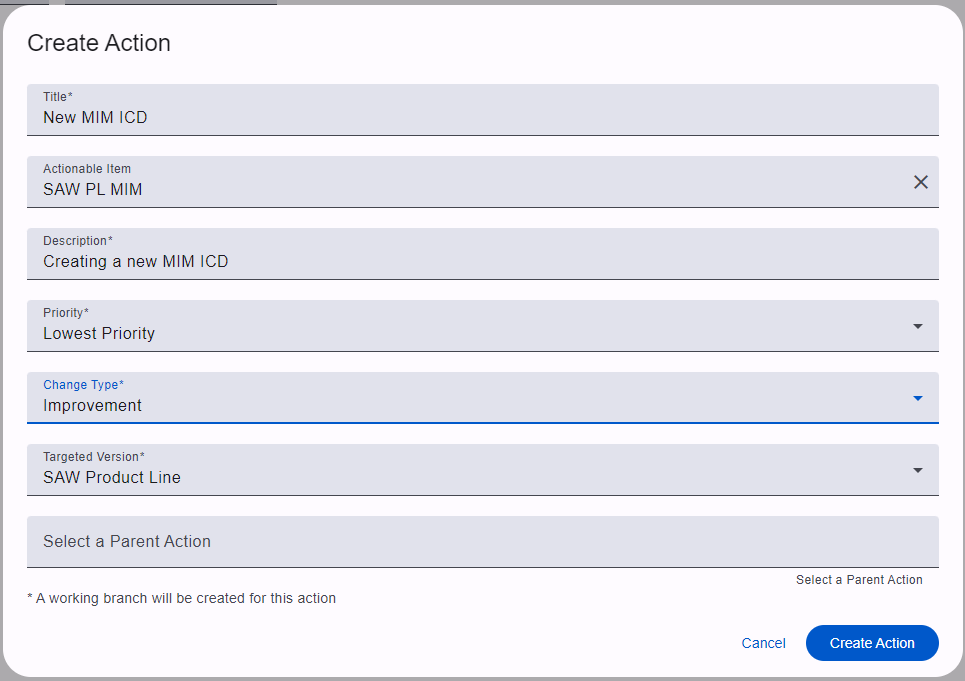 Create Action
Title*
New MIM ICD
Actionable Item
SAW PL MIM
Description*
Creating a new MIM ICD
Priority*
Lowest Priority
Change Type*
Improvement
Targeted Version*
SAW Product Line
Select a Parent Action
Select a Parent Action
* A working branch will be created for this action
Cancel
Create Action